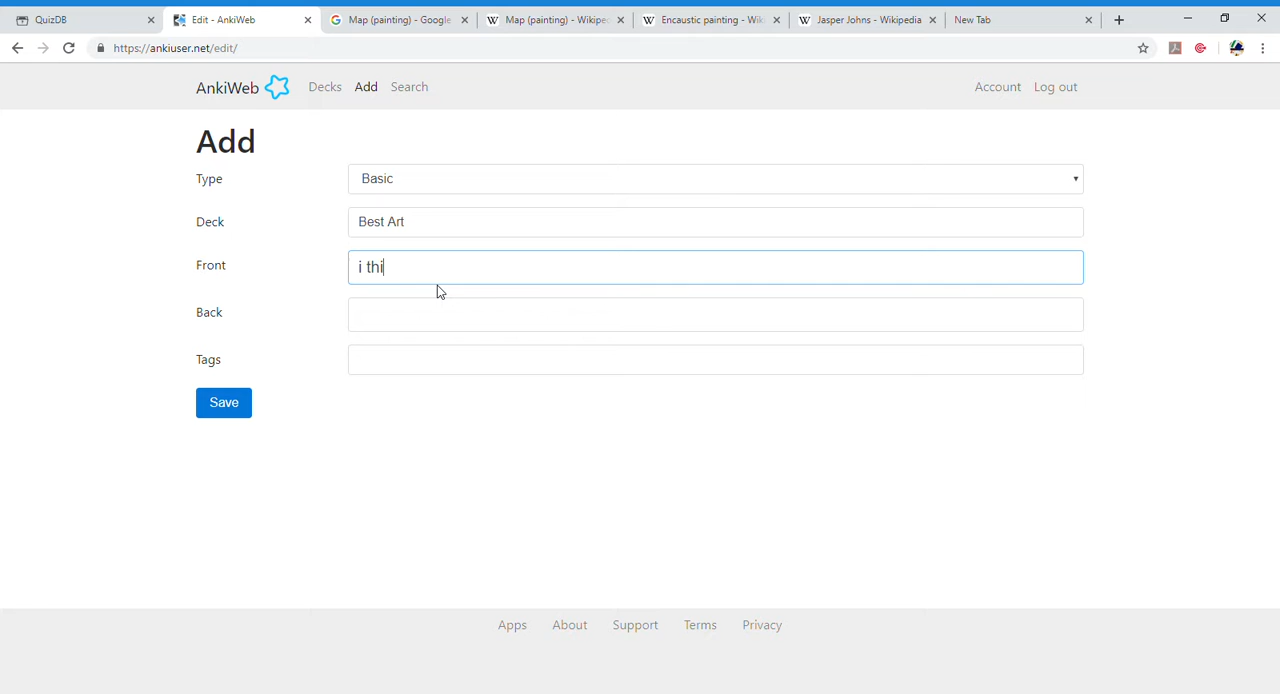 QuizDB
Edit - AnkiWeb
Map (painting) - Google
Map (painting) - Wikipe
Encaustic painting - Wik
Jasper Johns - Wikipedia
New Tab
https://ankiuser.net/edit/
AnkiWeb Decks Add Search Account Log out
Add
Type Basic
Deck Best Art
Front i thi
Back
Tags
Save
Apps About Support Terms Privacy